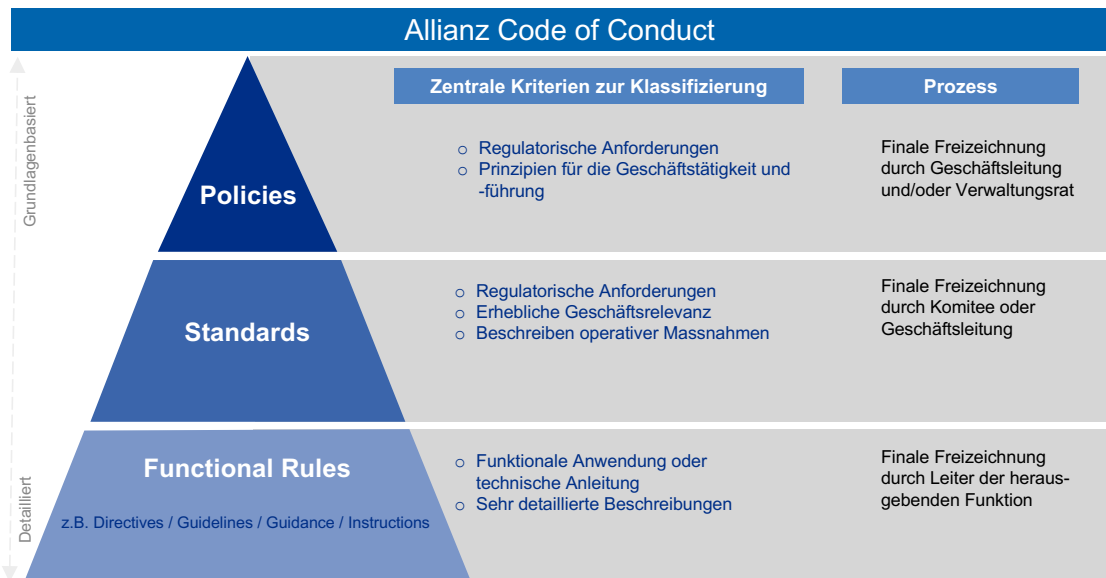 Allianz Code of Conduct
Grundlagenbasiert
Detailliert
Zentrale Kriterien zur Klassifizierung
Prozess
Policies
o Regulatorische Anforderungen
o Prinzipien für die Geschäftstätigkeit und
-führung
Finale Freizeichnung
durch Geschäftsleitung
und/oder Verwaltungsrat
Standards
o Regulatorische Anforderungen
o Erhebliche Geschäftsrelevanz
o Beschreiben operativer Massnahmen
Finale Freizeichnung
durch Komitee oder
Geschäftsleitung
Functional Rules
z.B. Directives / Guidelines / Guidance / Instructions
o Funktionale Anwendung oder
technische Anleitung
o Sehr detaillierte Beschreibungen
Finale Freizeichnung
durch Leiter der heraus-
gebenden Funktion